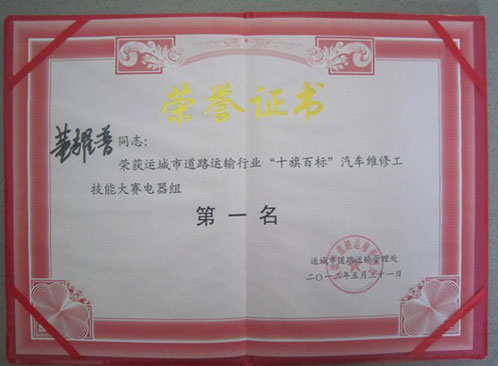 荣誉证书
董耀普 同志：
荣获运城市道路运输行业“十旗百标”汽车维修工
技能大赛电器组
第一名
运城市道路运输管理处
二〇一二年五月三十一日